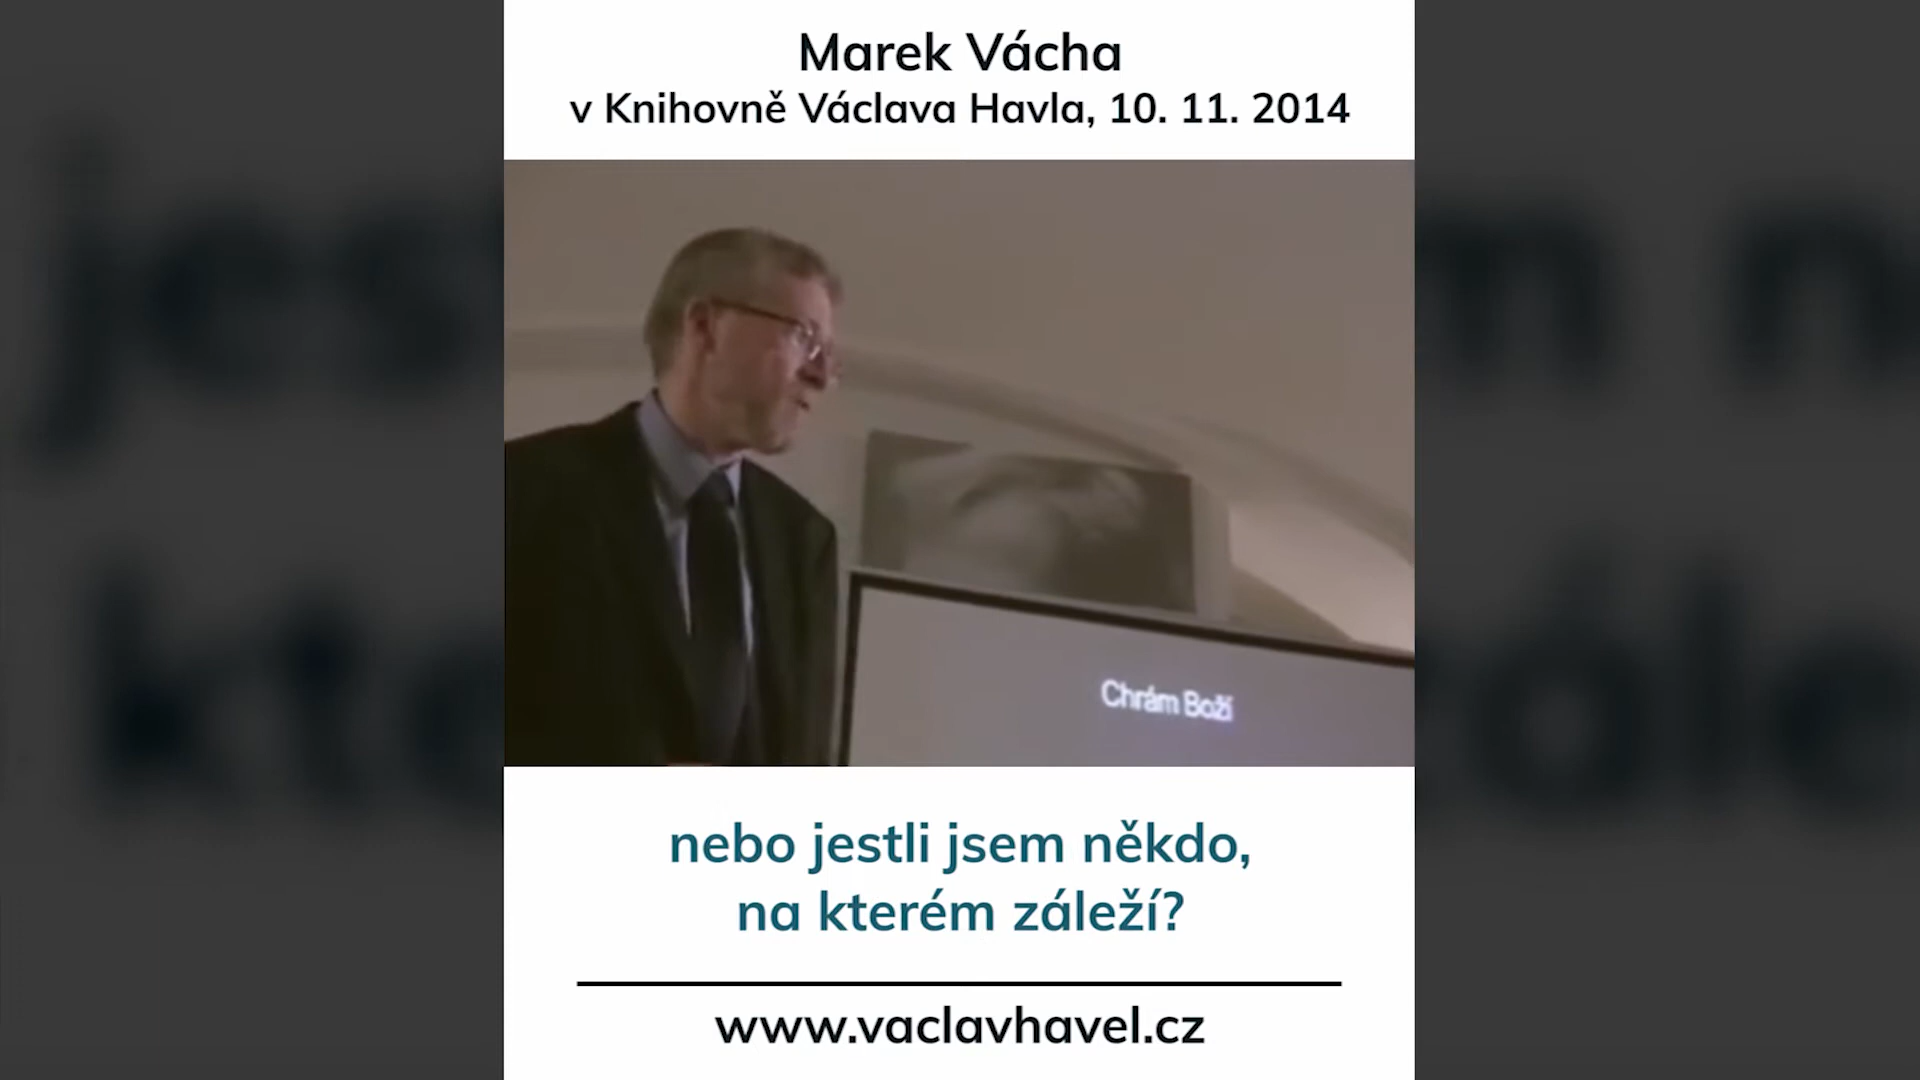 Marek Vácha
v Knihovně Václava Havla, 10. 11. 2014
Chrám Boží
nebo jestli jsem někdo,
na kterém záleží?
www.vaclavhavel.cz